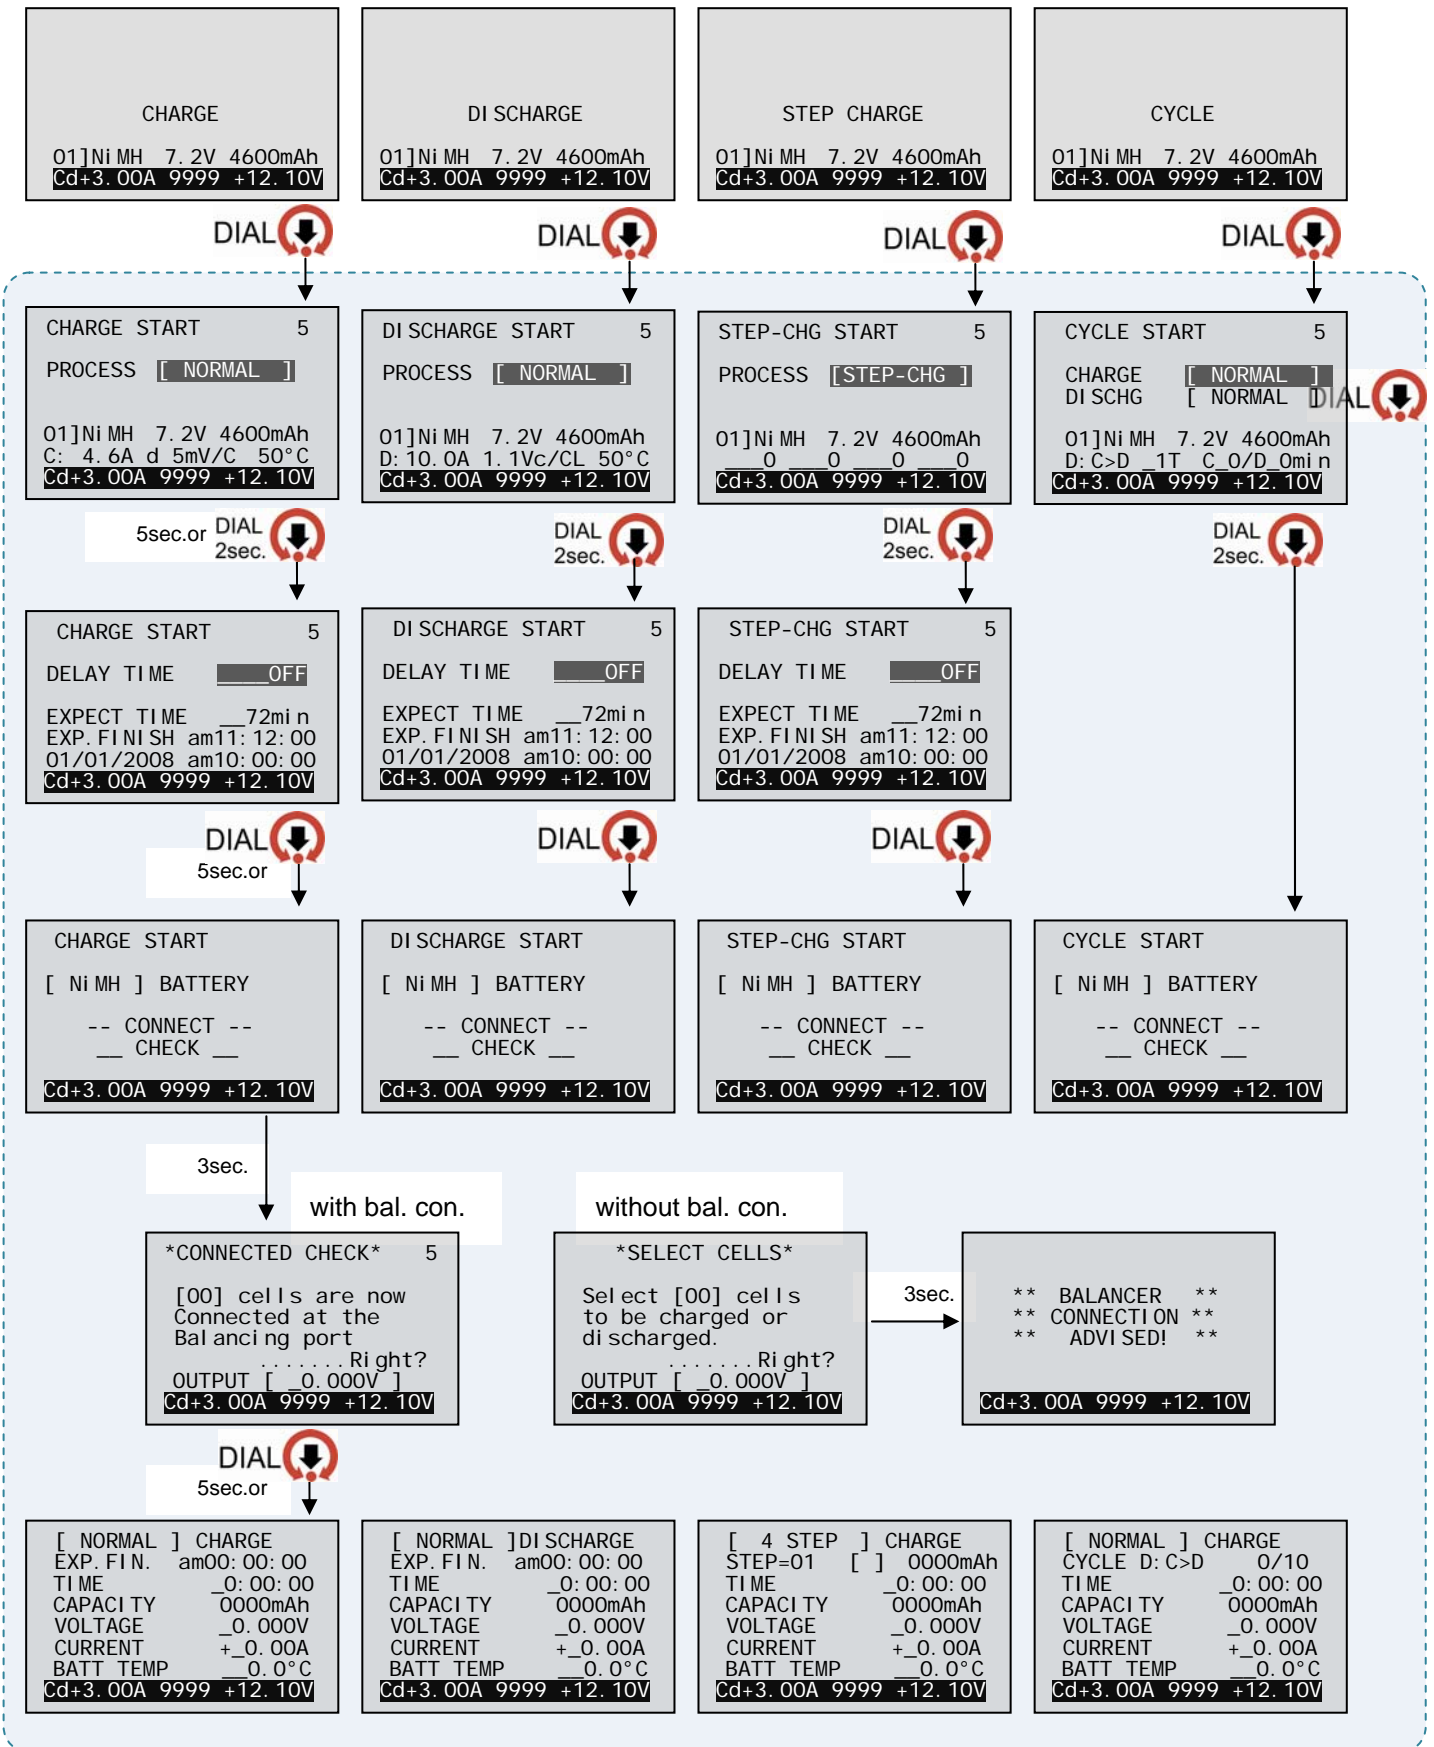 CHARGE
01]NiMH 7.2V 4600mAh
Cd+3.00A 9999 +12.10V
DISCHARGE
01]NiMH 7.2V 4600mAh
Cd+3.00A 9999 +12.10V
STEP CHARGE
01]NiMH 7.2V 4600mAh
Cd+3.00A 9999 +12.10V
CYCLE
01]NiMH 7.2V 4600mAh
Cd+3.00A 9999 +12.10V
DIAL
DIAL
DIAL
DIAL
CHARGE START 5
PROCESS [ NORMAL ]
01]NiMH 7.2V 4600mAh
C: 4.6A d 5mV/C 50°C
Cd+3.00A 9999 +12.10V
DISCHARGE START 5
PROCESS [ NORMAL ]
01]NiMH 7.2V 4600mAh
D:10.0A 1.1Vc/CL 50°C
Cd+3.00A 9999 +12.10V
STEP-CHG START 5
PROCESS [STEP-CHG ]
01]NiMH 7.2V 4600mAh
___0 ___0 ___0 ___0
Cd+3.00A 9999 +12.10V
CYCLE START 5
CHARGE [ NORMAL ]
DISCHG [ NORMAL ]
01]NiMH 7.2V 4600mAh
D:C>D _1T C_0/D_0min
Cd+3.00A 9999 +12.10V
DIAL
5sec.or
DIAL
2sec.
DIAL
2sec.
DIAL
2sec.
DIAL
2sec.
CHARGE START 5
DELAY TIME ____OFF
EXPECT TIME __72min
EXP.FINISH am11:12:00
01/01/2008 am10:00:00
Cd+3.00A 9999 +12.10V
DISCHARGE START 5
DELAY TIME ____OFF
EXPECT TIME __72min
EXP.FINISH am11:12:00
01/01/2008 am10:00:00
Cd+3.00A 9999 +12.10V
STEP-CHG START 5
DELAY TIME ____OFF
EXPECT TIME __72min
EXP.FINISH am11:12:00
01/01/2008 am10:00:00
Cd+3.00A 9999 +12.10V
DIAL
5sec.or
DIAL
DIAL
CHARGE START
[ NiMH ] BATTERY
-- CONNECT --
__ CHECK __
Cd+3.00A 9999 +12.10V
DISCHARGE START
[ NiMH ] BATTERY
-- CONNECT --
__ CHECK __
Cd+3.00A 9999 +12.10V
STEP-CHG START
[ NiMH ] BATTERY
-- CONNECT --
__ CHECK __
Cd+3.00A 9999 +12.10V
CYCLE START
[ NiMH ] BATTERY
-- CONNECT --
__ CHECK __
Cd+3.00A 9999 +12.10V
3sec.
with bal. con.
without bal. con.
*CONNECTED CHECK* 5
[00] cells are now
Connected at the
Balancing port
.......Right?
OUTPUT [ _0.000V ]
Cd+3.00A 9999 +12.10V
*SELECT CELLS*
Select [00] cells
to be charged or
discharged.
.......Right?
OUTPUT [ _0.000V ]
Cd+3.00A 9999 +12.10V
3sec.
** BALANCER **
** CONNECTION **
** ADVISED! **
Cd+3.00A 9999 +12.10V
DIAL
5sec.or
[ NORMAL ] CHARGE
EXP.FIN. am00:00:00
TIME _0:00:00
CAPACITY 0000mAh
VOLTAGE _0.000V
CURRENT +_0.00A
BATT TEMP __0.0°C
Cd+3.00A 9999 +12.10V
[ NORMAL ]DISCHARGE
EXP.FIN. am00:00:00
TIME _0:00:00
CAPACITY 0000mAh
VOLTAGE _0.000V
CURRENT +_0.00A
BATT TEMP __0.0°C
Cd+3.00A 9999 +12.10V
[ 4 STEP ] CHARGE
STEP=01 [ ] 0000mAh
TIME _0:00:00
CAPACITY 0000mAh
VOLTAGE _0.000V
CURRENT +_0.00A
BATT TEMP __0.0°C
Cd+3.00A 9999 +12.10V
[ NORMAL ] CHARGE
CYCLE D:C>D 0/10
TIME _0:00:00
CAPACITY 0000mAh
VOLTAGE _0.000V
CURRENT +_0.00A
BATT TEMP __0.0°C
Cd+3.00A 9999 +12.10V